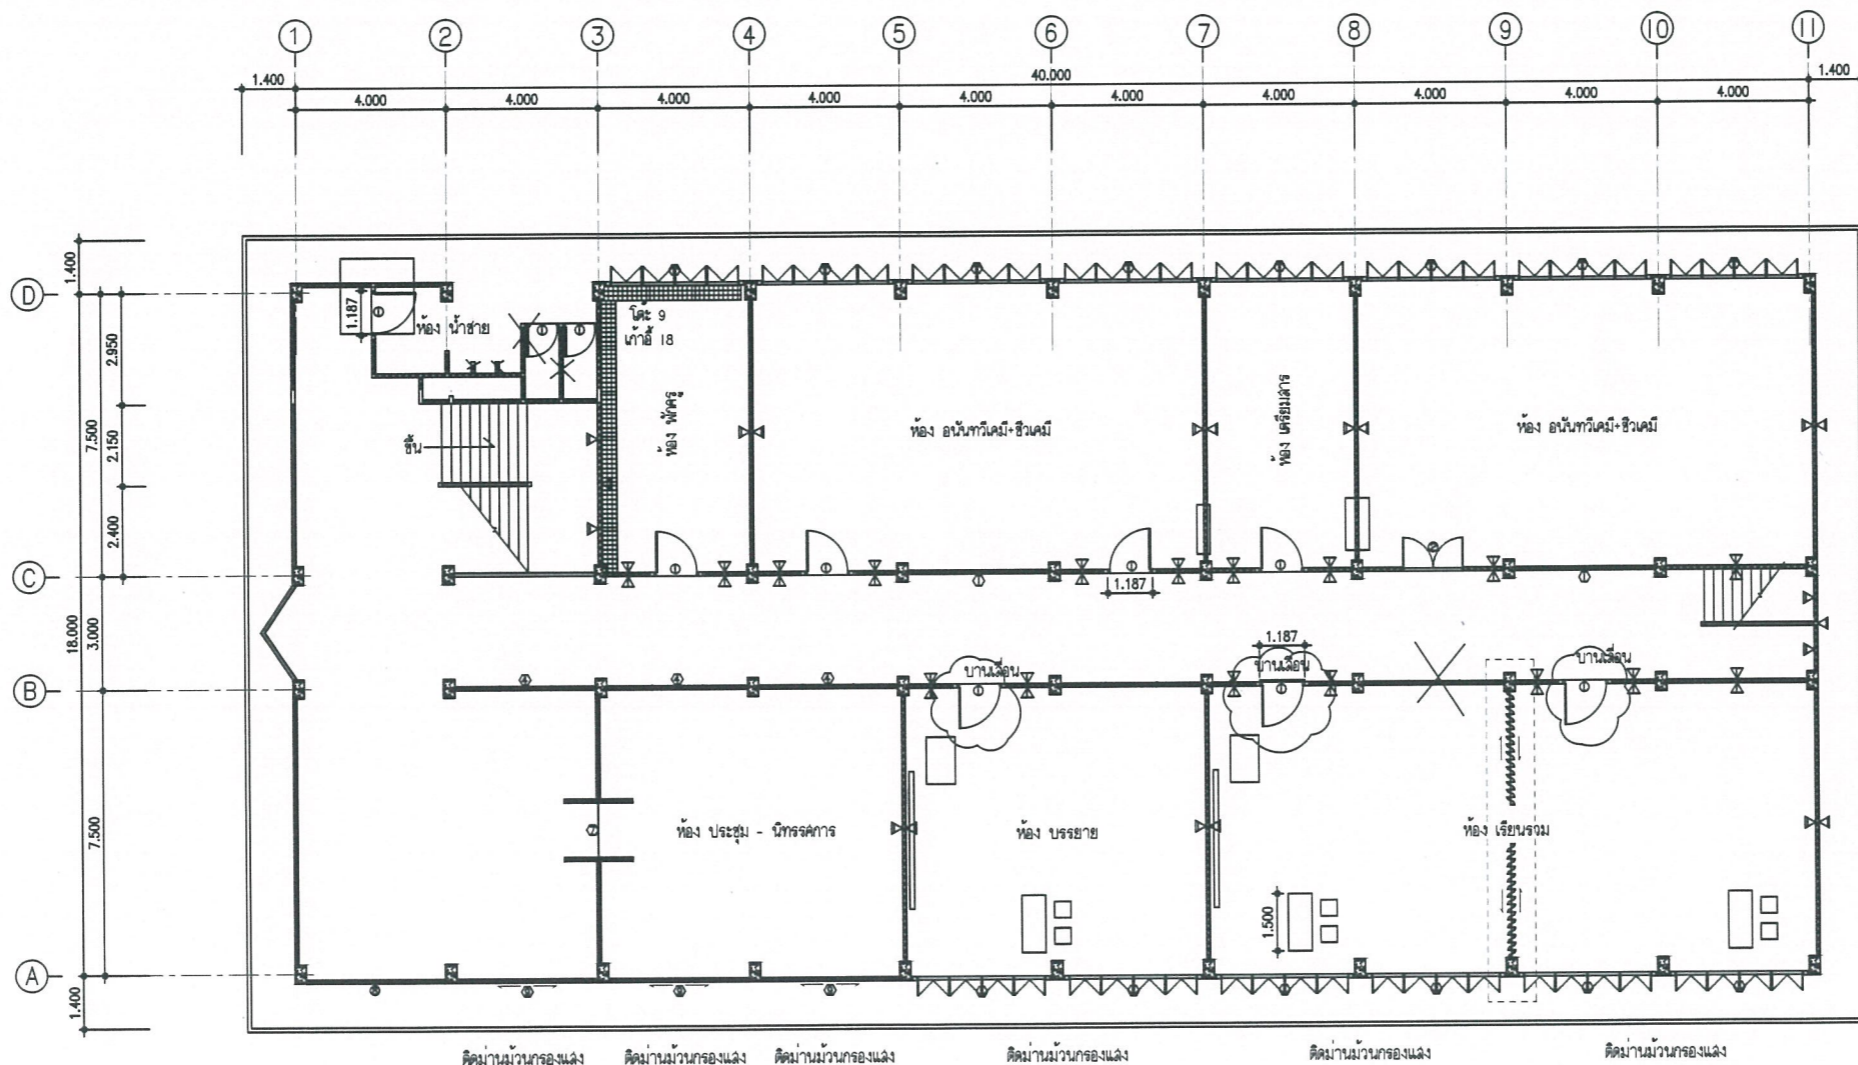 1 2 3 4 5 6 7 8 9 10 11
1.400 40.000 1.400
4.000 4.000 4.000 4.000 4.000 4.000 4.000 4.000 4.000 4.000
1.400
D
1.187
ห้อง น้ำชาย
โต๊ะ 9
เก้าอี้ 18
2.950
7.500
2.150
2.400
ขึ้น
ห้อง พักครู
ห้อง อนันทวีเคมี+ชีวเคมี
ห้อง เตรียมสาร
ห้อง อนันทวีเคมี+ชีวเคมี
C
1.187
18.000
3.000
1.187
บานเลื่อน
บานเลื่อน
บานเลื่อน
B
7.500
ห้อง ประชุม - นิทรรศการ
ห้อง บรรยาย
ห้อง เรียนรวม
1.500
A
1.400
ติดม่านม้วนกรองแสง ติดม่านม้วนกรองแสง ติดม่านม้วนกรองแสง ติดม่านม้วนกรองแสง ติดม่านม้วนกรองแสง ติดม่านม้วนกรองแสง